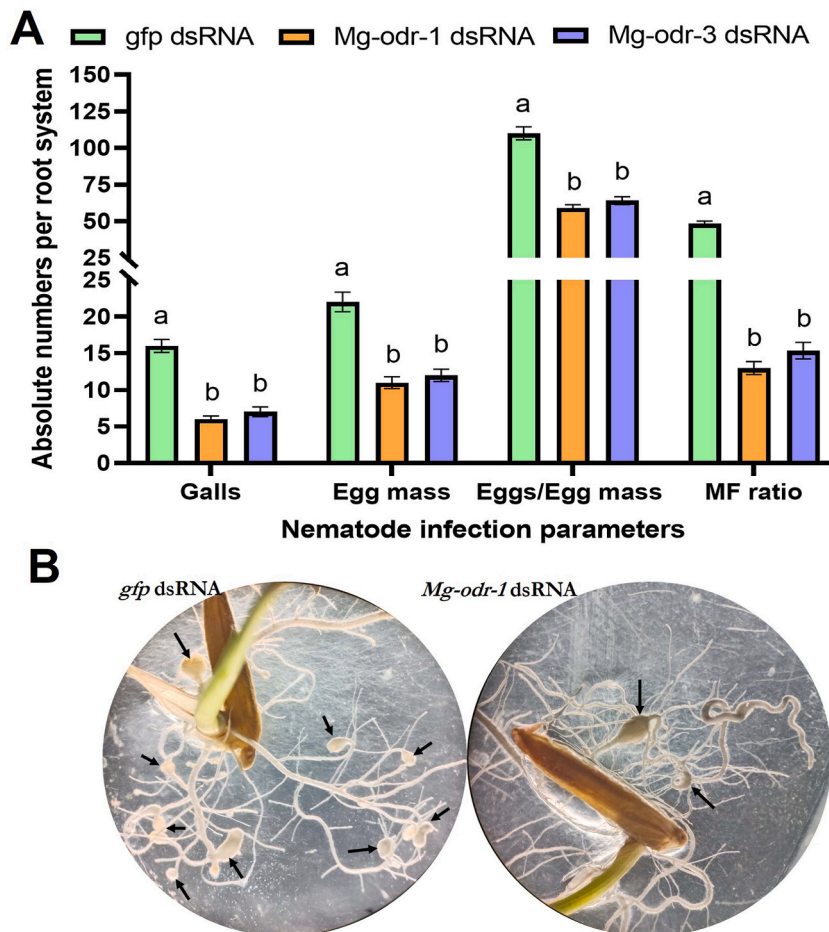 A
gfp dsRNA Mg-odr-1 dsRNA Mg-odr-3 dsRNA
Absolute numbers per root system
150
125
100
75
50
25
25
20
15
10
5
0
a
b
b
a
b
b
a
b
b
a
b
b
Galls Egg mass Eggs/Egg mass MF ratio
Nematode infection parameters
B
gfp dsRNA Mg-odr-1 dsRNA